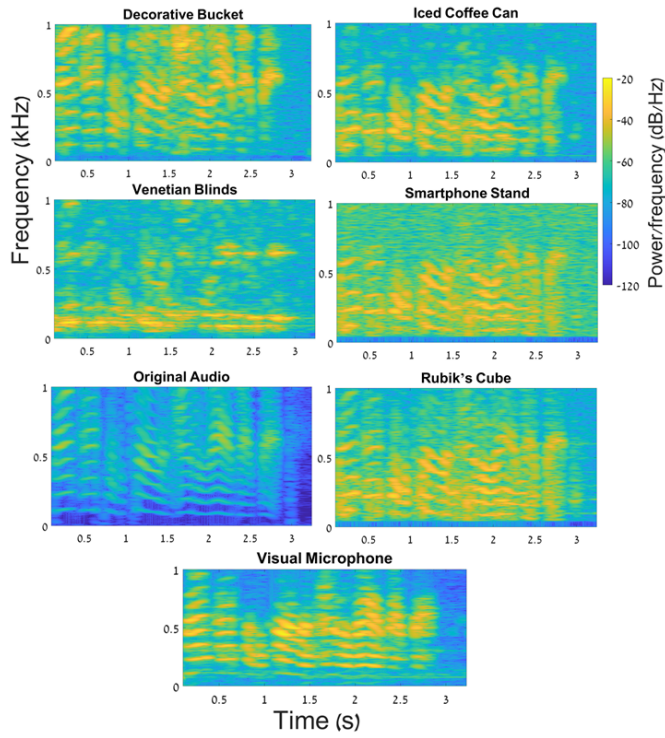 Decorative Bucket
Iced Coffee Can
Frequency (kHz)
Power/frequency (dB/Hz)
1
0.5
0
0.5 1 1.5 2 2.5 3
1
0.5
0
0.5 1 1.5 2 2.5 3
-20
-40
-60
-80
-100
-120
Venetian Blinds
Smartphone Stand
1
0.5
0
0.5 1 1.5 2 2.5 3
1
0.5
0
0.5 1 1.5 2 2.5 3
Original Audio
Rubik's Cube
1
0.5
0
0.5 1 1.5 2 2.5 3
1
0.5
0
0.5 1 1.5 2 2.5 3
Visual Microphone
1
0.5
0
0.5 1 1.5 2 2.5 3
Time (s)